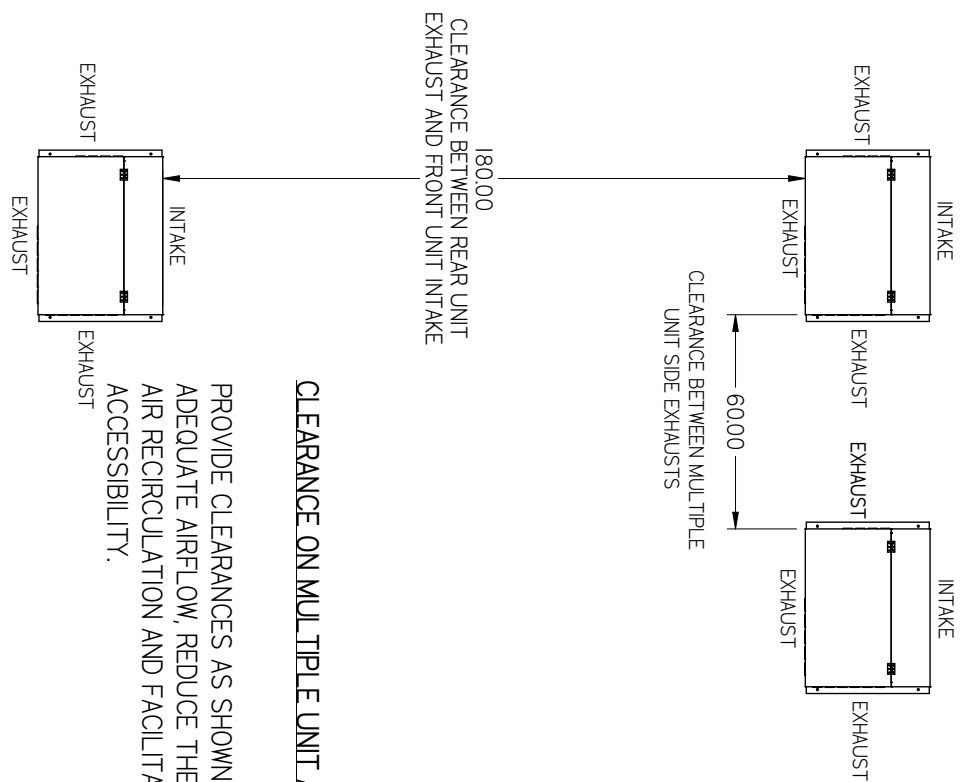 INTAKE
EXHAUST
EXHAUST
EXHAUST
INTAKE
EXHAUST
EXHAUST
EXHAUST
60.00
CLEARANCE BETWEEN MULTIPLE
UNIT SIDE EXHAUSTS
180.00
CLEARANCE BETWEEN REAR UNIT
EXHAUST AND FRONT UNIT INTAKE
EXHAUST
INTAKE
EXHAUST
EXHAUST
CLEARANCE ON MULTIPLE UNIT
PROVIDE CLEARANCES AS SHOWN
ADEQUATE AIRFLOW, REDUCE THE
AIR RECIRCULATION AND
ACCESSIBILITY.